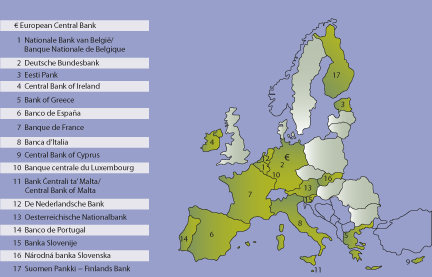 € European Central Bank
1 Nationale Bank van België/
Banque Nationale de Belgique
2 Deutsche Bundesbank
3 Eesti Pank
4 Central Bank of Ireland
5 Bank of Greece
6 Banco de España
7 Banque de France
8 Banca d'Italia
9 Central Bank of Cyprus
10 Banque centrale du Luxembourg
11 Bank Ċentrali ta' Malta/
Central Bank of Malta
12 De Nederlandsche Bank
13 Oesterreichische Nationalbank
14 Banco de Portugal
15 Banka Slovenije
16 Národná banka Slovenska
17 Suomen Pankki – Finlands Bank
17
3
4
12
€
1
2
10
16
13
7
15
8
14
6
5
11
9